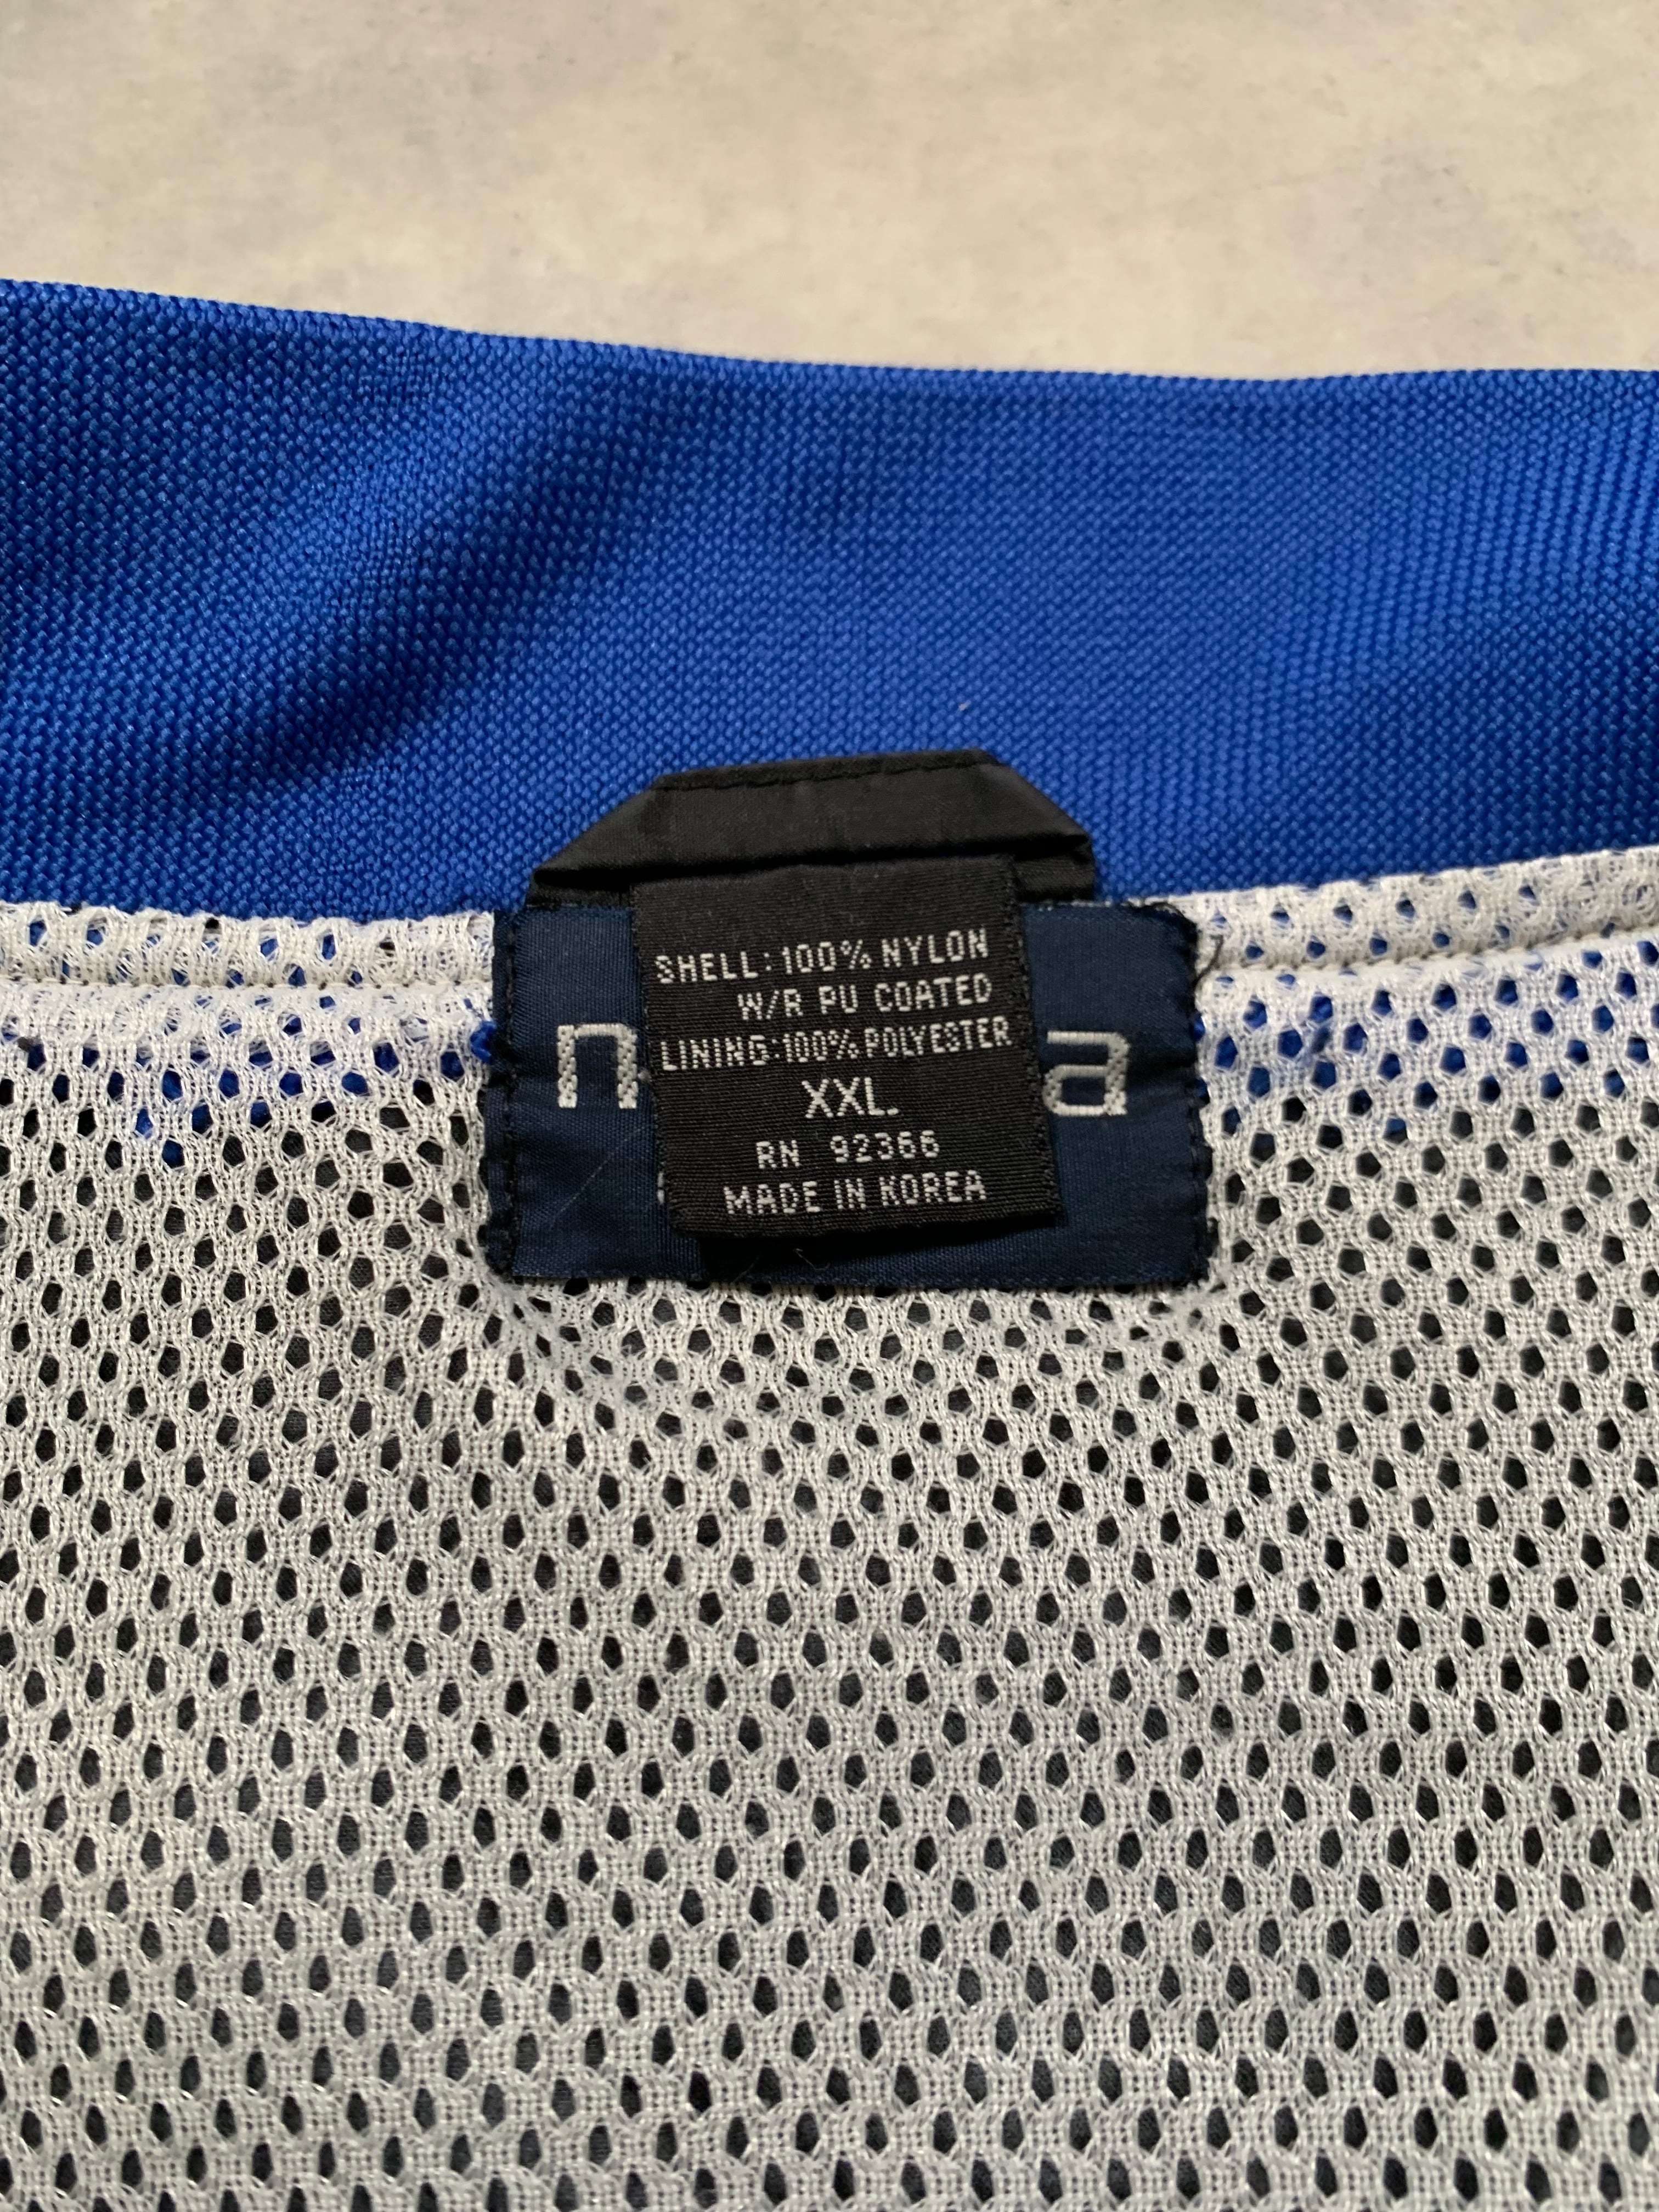 SHELL:100% NYLON
W/R PU COATED
LINING:100% POLYESTER
XXL
RN 92366
MADE IN KOREA